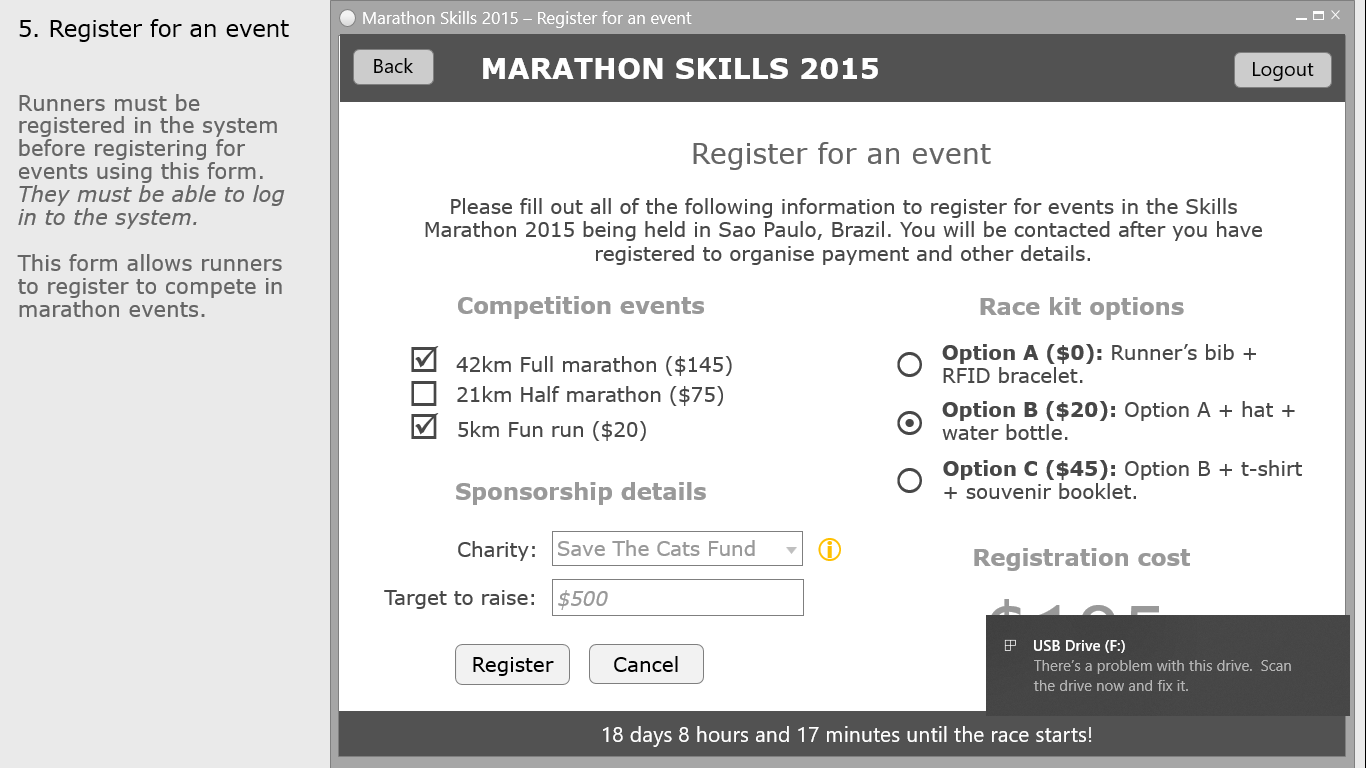 5. Register for an event
Runners must be
registered in the system
before registering for
events using this form.
They must be able to log
in to the system.
This form allows runners
to register to compete in
marathon events.
Marathon Skills 2015 – Register for an event
Back
MARATHON SKILLS 2015
Logout
Register for an event
Please fill out all of the following information to register for events in the Skills
Marathon 2015 being held in Sao Paulo, Brazil. You will be contacted after you have
registered to organise payment and other details.
Competition events
42km Full marathon ($145)
21km Half marathon ($75)
5km Fun run ($20)
Sponsorship details
Charity: Save The Cats Fund
Target to raise: $500
Register
Cancel
Race kit options
Option A ($0): Runner’s bib +
RFID bracelet.
Option B ($20): Option A + hat +
water bottle.
Option C ($45): Option B + t-shirt
+ souvenir booklet.
Registration cost
USB Drive (F:)
There’s a problem with this drive. Scan
the drive now and fix it.
18 days 8 hours and 17 minutes until the race starts!